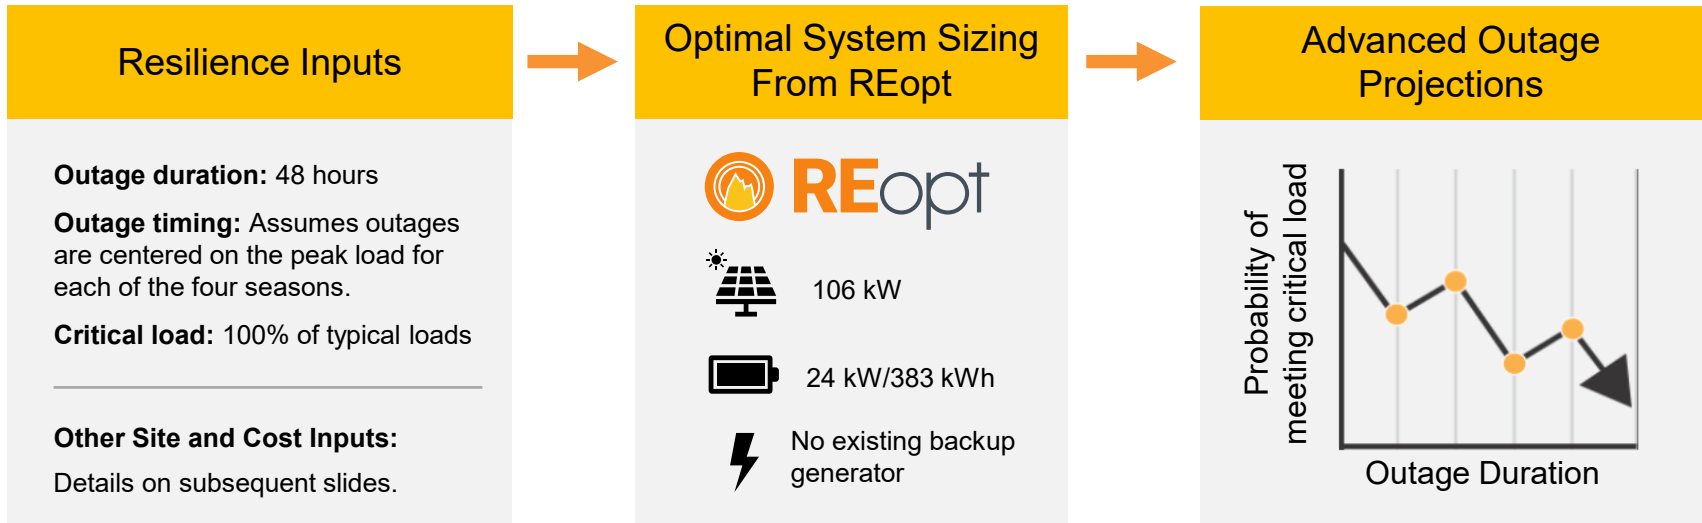 Resilience Inputs
Outage duration: 48 hours
Outage timing: Assumes outages
are centered on the peak load for
each of the four seasons.
Critical load: 100% of typical loads
Other Site and Cost Inputs:
Details on subsequent slides.
Optimal System Sizing
From REopt
REopt
106 kW
24 kW/383 kWh
No existing backup
generator
Advanced Outage
Projections
Probability of
meeting critical load
Outage Duration